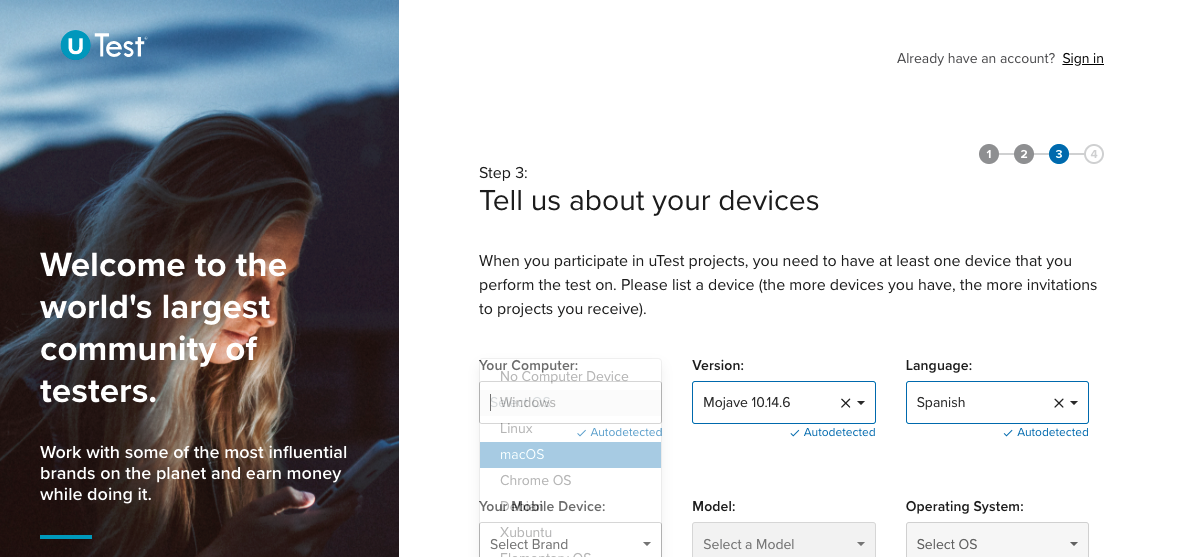 uTest
Already have an account? Sign in
1 2 3 4
Step 3:
Tell us about your devices
Welcome to the
world's largest
community of
testers.
Work with some of the most influential
brands on the planet and earn money
while doing it.
When you participate in uTest projects, you need to have at least one device that you
perform the test on. Please list a device (the more devices you have, the more invitations
to projects you receive).
Your Computer:
No Computer Device
Select OS
Windows
Linux
macOS
Chrome OS
Debian
Xubuntu
Elementary OS
Autodetected
Version:
Mojave 10.14.6
Autodetected
Language:
Spanish
Autodetected
Your Mobile Device:
Select Brand
Model:
Select a Model
Operating System:
Select OS